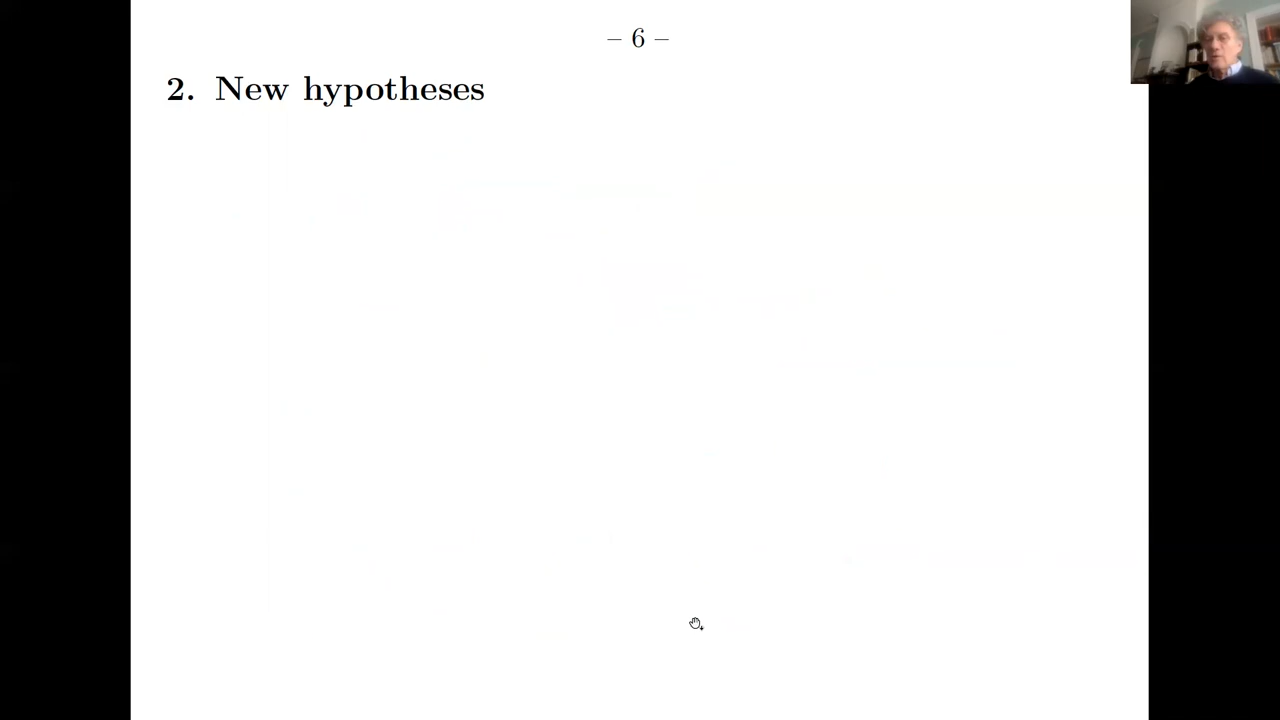 – 6 –
2. New hypotheses